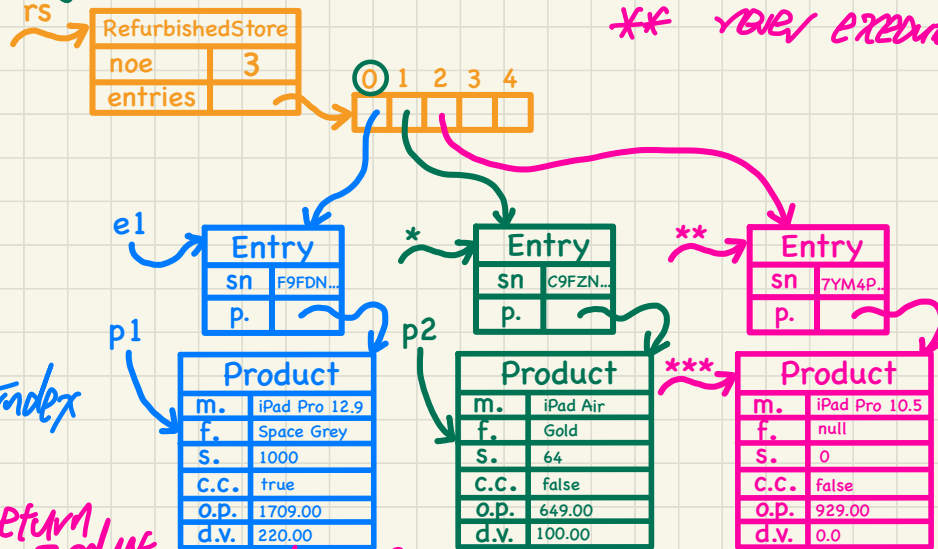 rs
RefurbishedStore
noe 3
entries
0 1 2 3 4
**
e1
Entry
sn F9FDN...
p.
*
Entry
sn C9FZN...
p.
**
Entry
sn 7YM4P..
p.
p1
Product
m. iPad Pro 12.9
f. Space Grey
s. 1000
c.c. true
o.p. 1709.00
d.v. 220.00
p2
Product
m. iPad Air
f. Gold
s. 64
c.c. false
o.p. 649.00
d.v. 100.00
***
Product
m. iPad Pro 10.5
f. null
s. 0
c.c. false
o.p. 929.00
d.v. 0.0
index